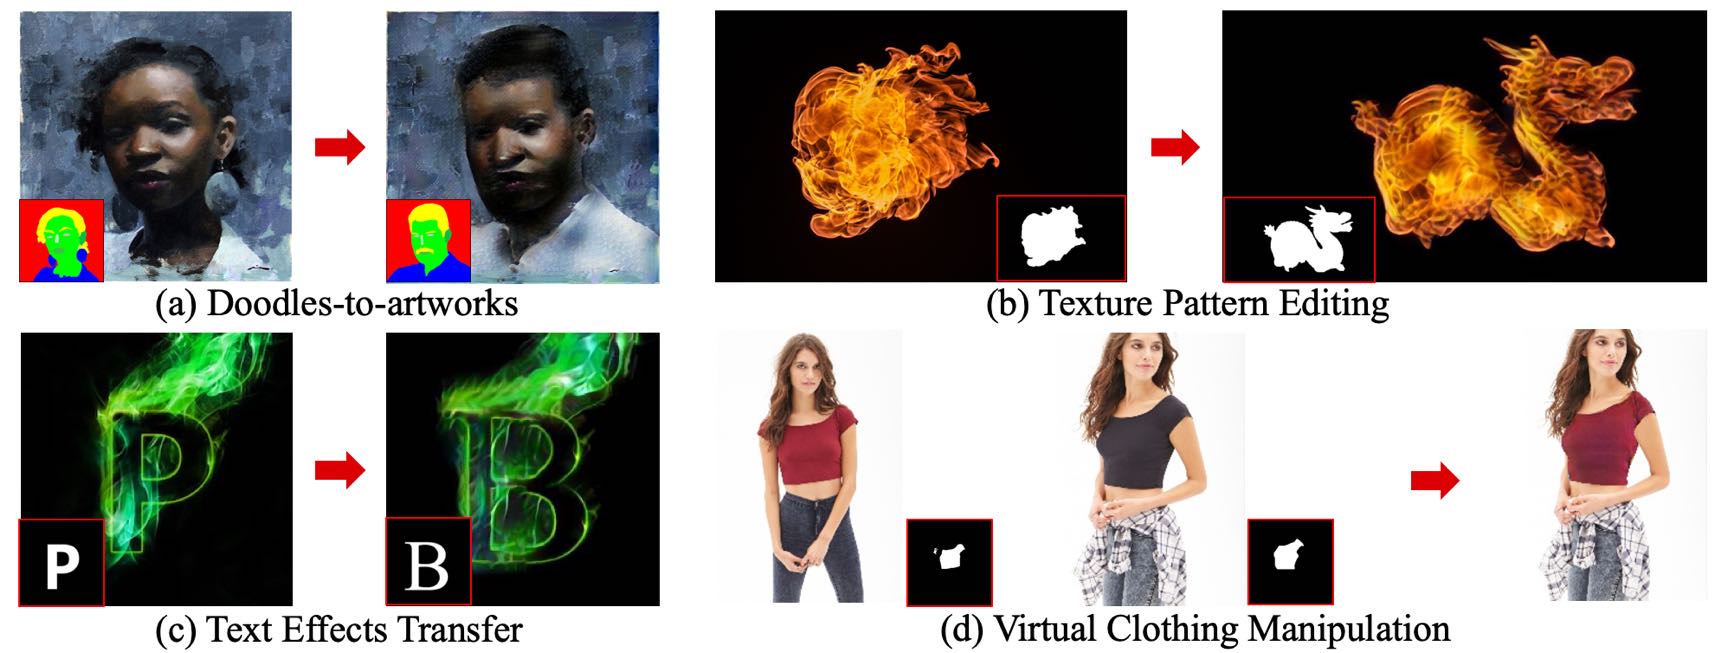 (a) Doodles-to-artworks
(b) Texture Pattern Editing
P
B
P
B
(c) Text Effects Transfer
(d) Virtual Clothing Manipulation